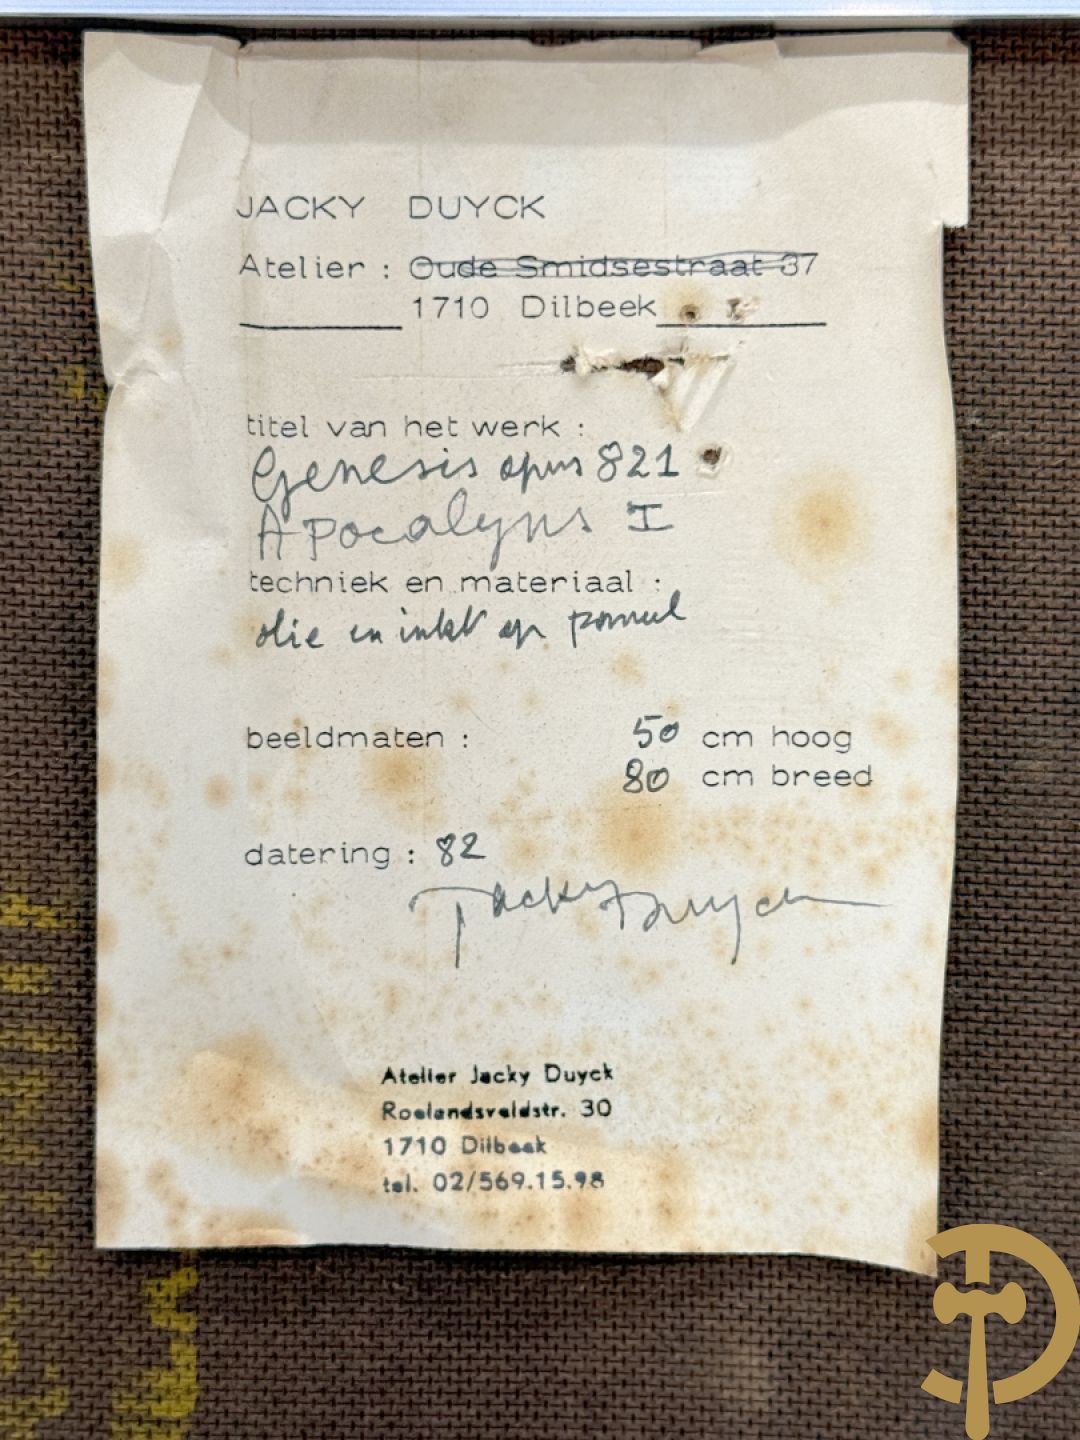 JACKY DUYCK
Atelier : Oude Smidsestraat 37
1710 Dilbeek
titel van het werk :
Genesis opus 821
Apocalyps I
techniek en materiaal :
olie en inkt op paneel
beeldmaten : 50 cm hoog
80 cm breed
datering : 82
Jacky Duyck
Atelier Jacky Duyck
Roelandsveldstr. 30
1710 Dilbeek
tel. 02/569.15.98